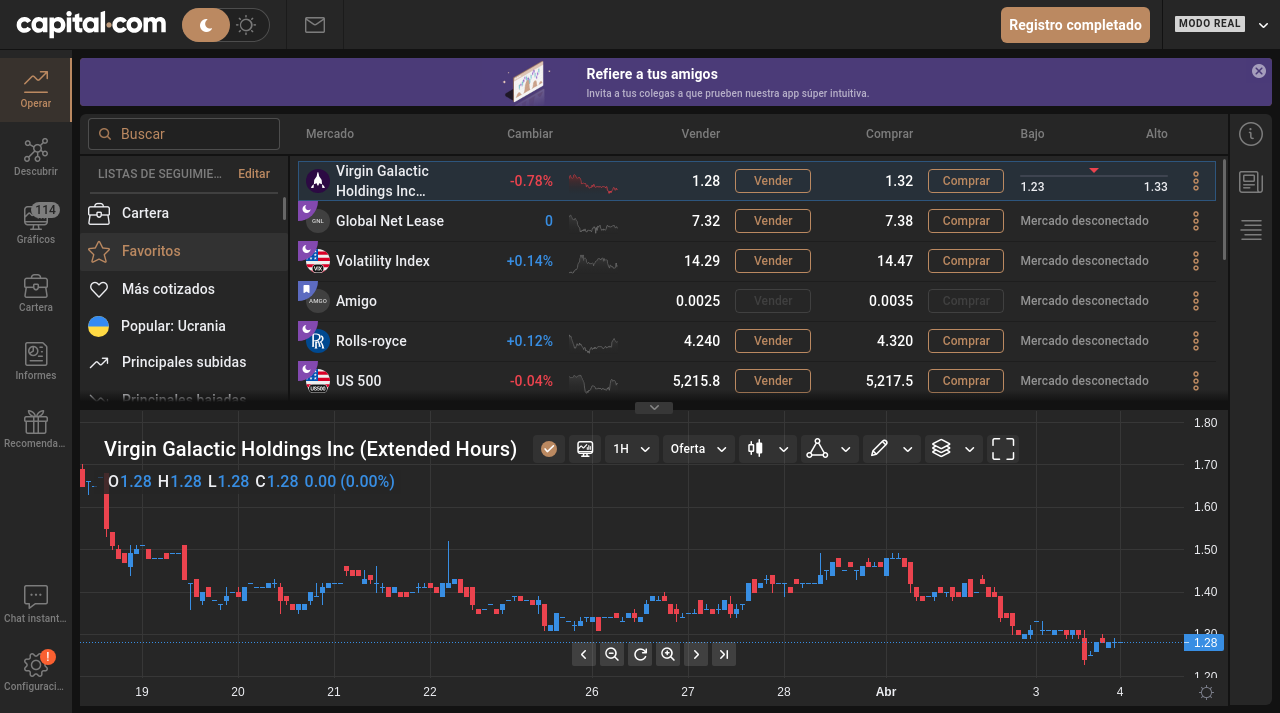 capital.com
Registro completado
MODO REAL
Operar
Descubrir
114
Gráficos
Cartera
Informes
Recomenda...
Chat instant...
!
Configuraci...
Refiere a tus amigos
Invita a tus colegas a que prueben nuestra app súper intuitiva.
Buscar
LISTAS DE SEGUIMIE... Editar
Cartera
Favoritos
Más cotizados
Popular: Ucrania
Principales subidas
Principales bajadas
Mercado Cambiar Vender Comprar Bajo Alto
Virgin Galactic
Holdings Inc... -0.78% 1.28 Vender 1.32 Comprar 1.23 1.33
GNL Global Net Lease 0 7.32 Vender 7.38 Comprar Mercado desconectado
VIX Volatility Index +0.14% 14.29 Vender 14.47 Comprar Mercado desconectado
AMIGO Amigo 0.0025 Vender 0.0035 Comprar Mercado desconectado
Rolls-royce +0.12% 4.240 Vender 4.320 Comprar Mercado desconectado
US500 US 500 -0.04% 5,215.8 Vender 5,217.5 Comprar Mercado desconectado
Virgin Galactic Holdings Inc (Extended Hours) 1H Oferta
O1.28 H1.28 L1.28 C1.28 0.00 (0.00%)
1.80
1.70
1.60
1.50
1.40
1.30
1.28
1.20
19 20 21 22 26 27 28 Abr 3 4